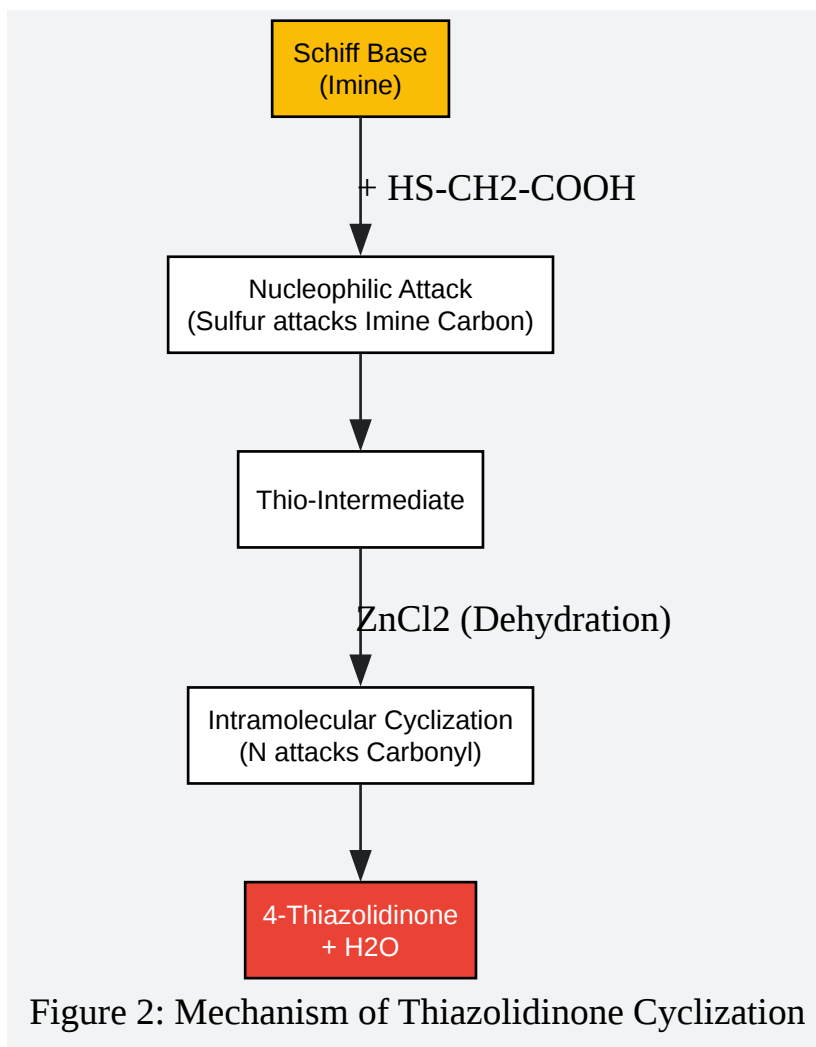 Schiff Base
(Imine)
+ HS-CH2-COOH
Nucleophilic Attack
(Sulfur attacks Imine Carbon)
Thio-Intermediate
ZnCl2 (Dehydration)
Intramolecular Cyclization
(N attacks Carbonyl)
4-Thiazolidinone
+ H2O
Figure 2: Mechanism of Thiazolidinone Cyclization